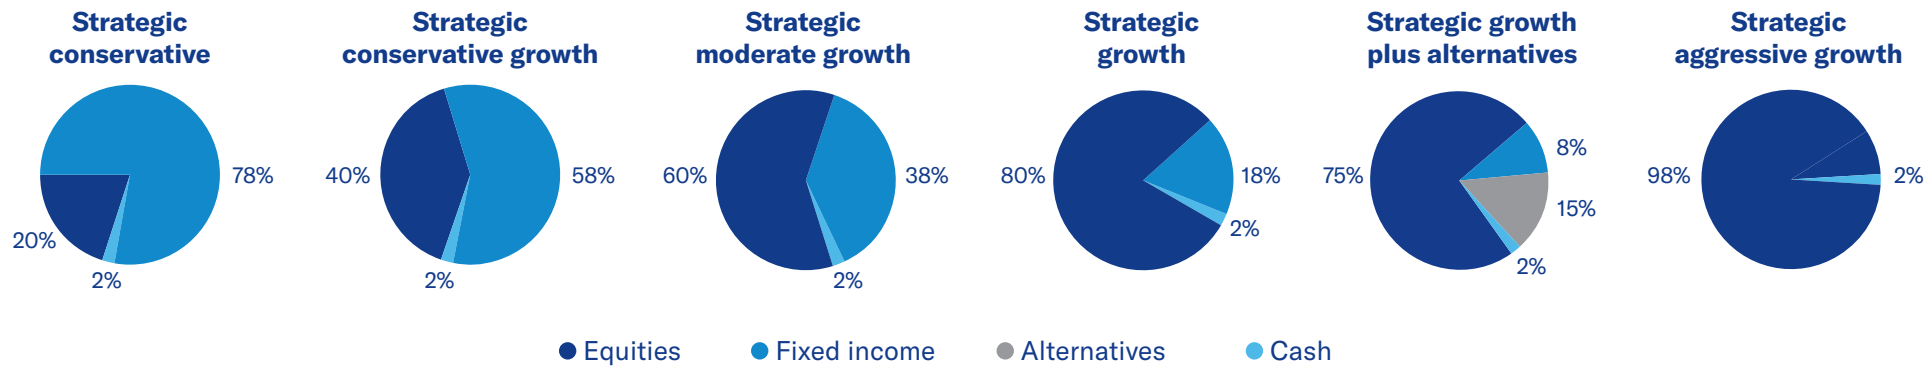 Strategic
conservative
78%
20%
2%
Strategic
conservative growth
40%
58%
2%
Strategic
moderate growth
60%
38%
2%
Strategic
growth
80%
18%
2%
Strategic growth
plus alternatives
75%
8%
15%
2%
Strategic
aggressive growth
98%
2%
Equities
Fixed income
Alternatives
Cash